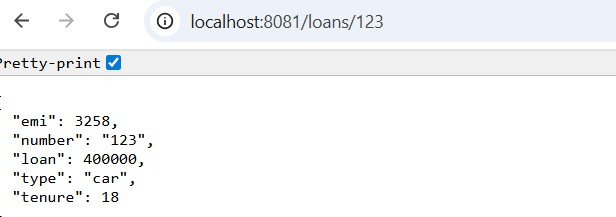 localhost:8081/loans/123
Pretty-print
"emi": 3258,
"number": "123",
"loan": 400000,
"type": "car",
"tenure": 18